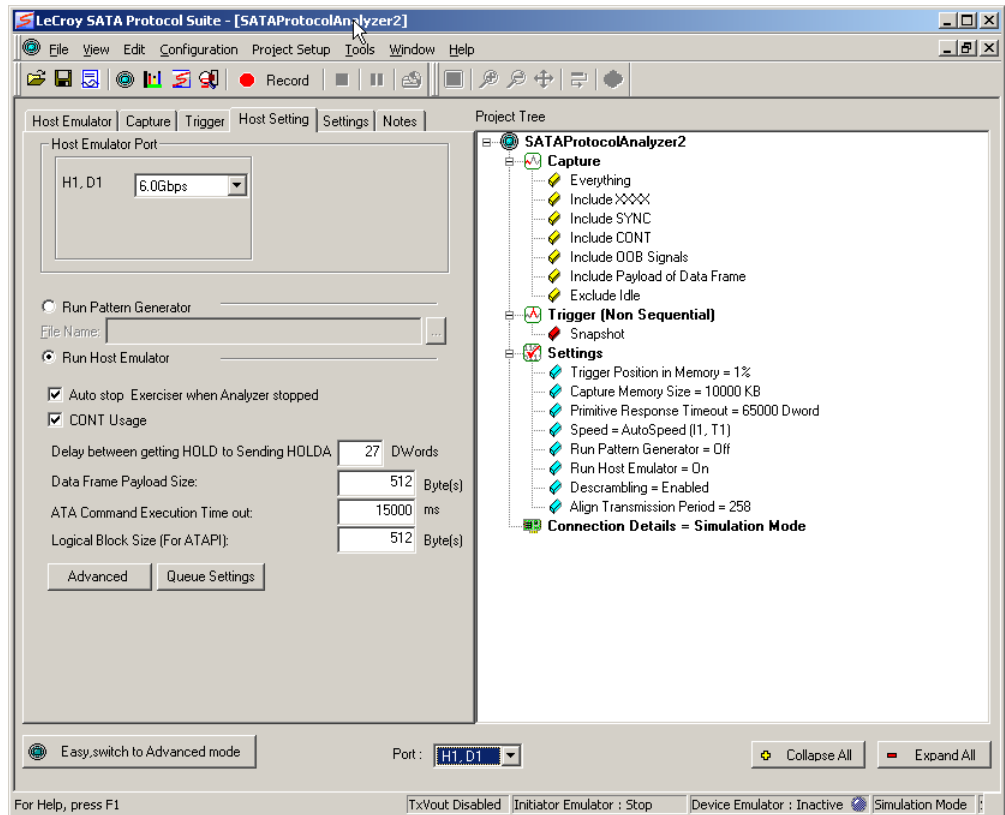 LeCroy SATA Protocol Suite - [SATAProtocolAnalyzer2]
File View Edit Configuration Project Setup Tools Window Help
Record
Host Emulator Capture Trigger Host Setting Settings Notes
Host Emulator Port
H1, D1 6.0Gbps
Run Pattern Generator
File Name: ...
Run Host Emulator
Auto stop Exerciser when Analyzer stopped
CONT Usage
Delay between getting HOLD to Sending HOLDA 27 DWords
Data Frame Payload Size: 512 Byte(s)
ATA Command Execution Time out: 15000 ms
Logical Block Size (For ATAPI): 512 Byte(s)
Advanced Queue Settings
Project Tree
SATAProtocolAnalyzer2
Capture
Everything
Include XXXX
Include SYNC
Include CONT
Include OOB Signals
Include Payload of Data Frame
Exclude Idle
Trigger (Non Sequential)
Snapshot
Settings
Trigger Position in Memory = 1%
Capture Memory Size = 10000 KB
Primitive Response Timeout = 65000 Dword
Speed = AutoSpeed (I1, T1)
Run Pattern Generator = Off
Run Host Emulator = On
Descrambling = Enabled
Align Transmission Period = 258
Connection Details = Simulation Mode
Easy,switch to Advanced mode Port : H1, D1 Collapse All Expand All
For Help, press F1 TxVout Disabled Initiator Emulator : Stop Device Emulator : Inactive Simulation Mode